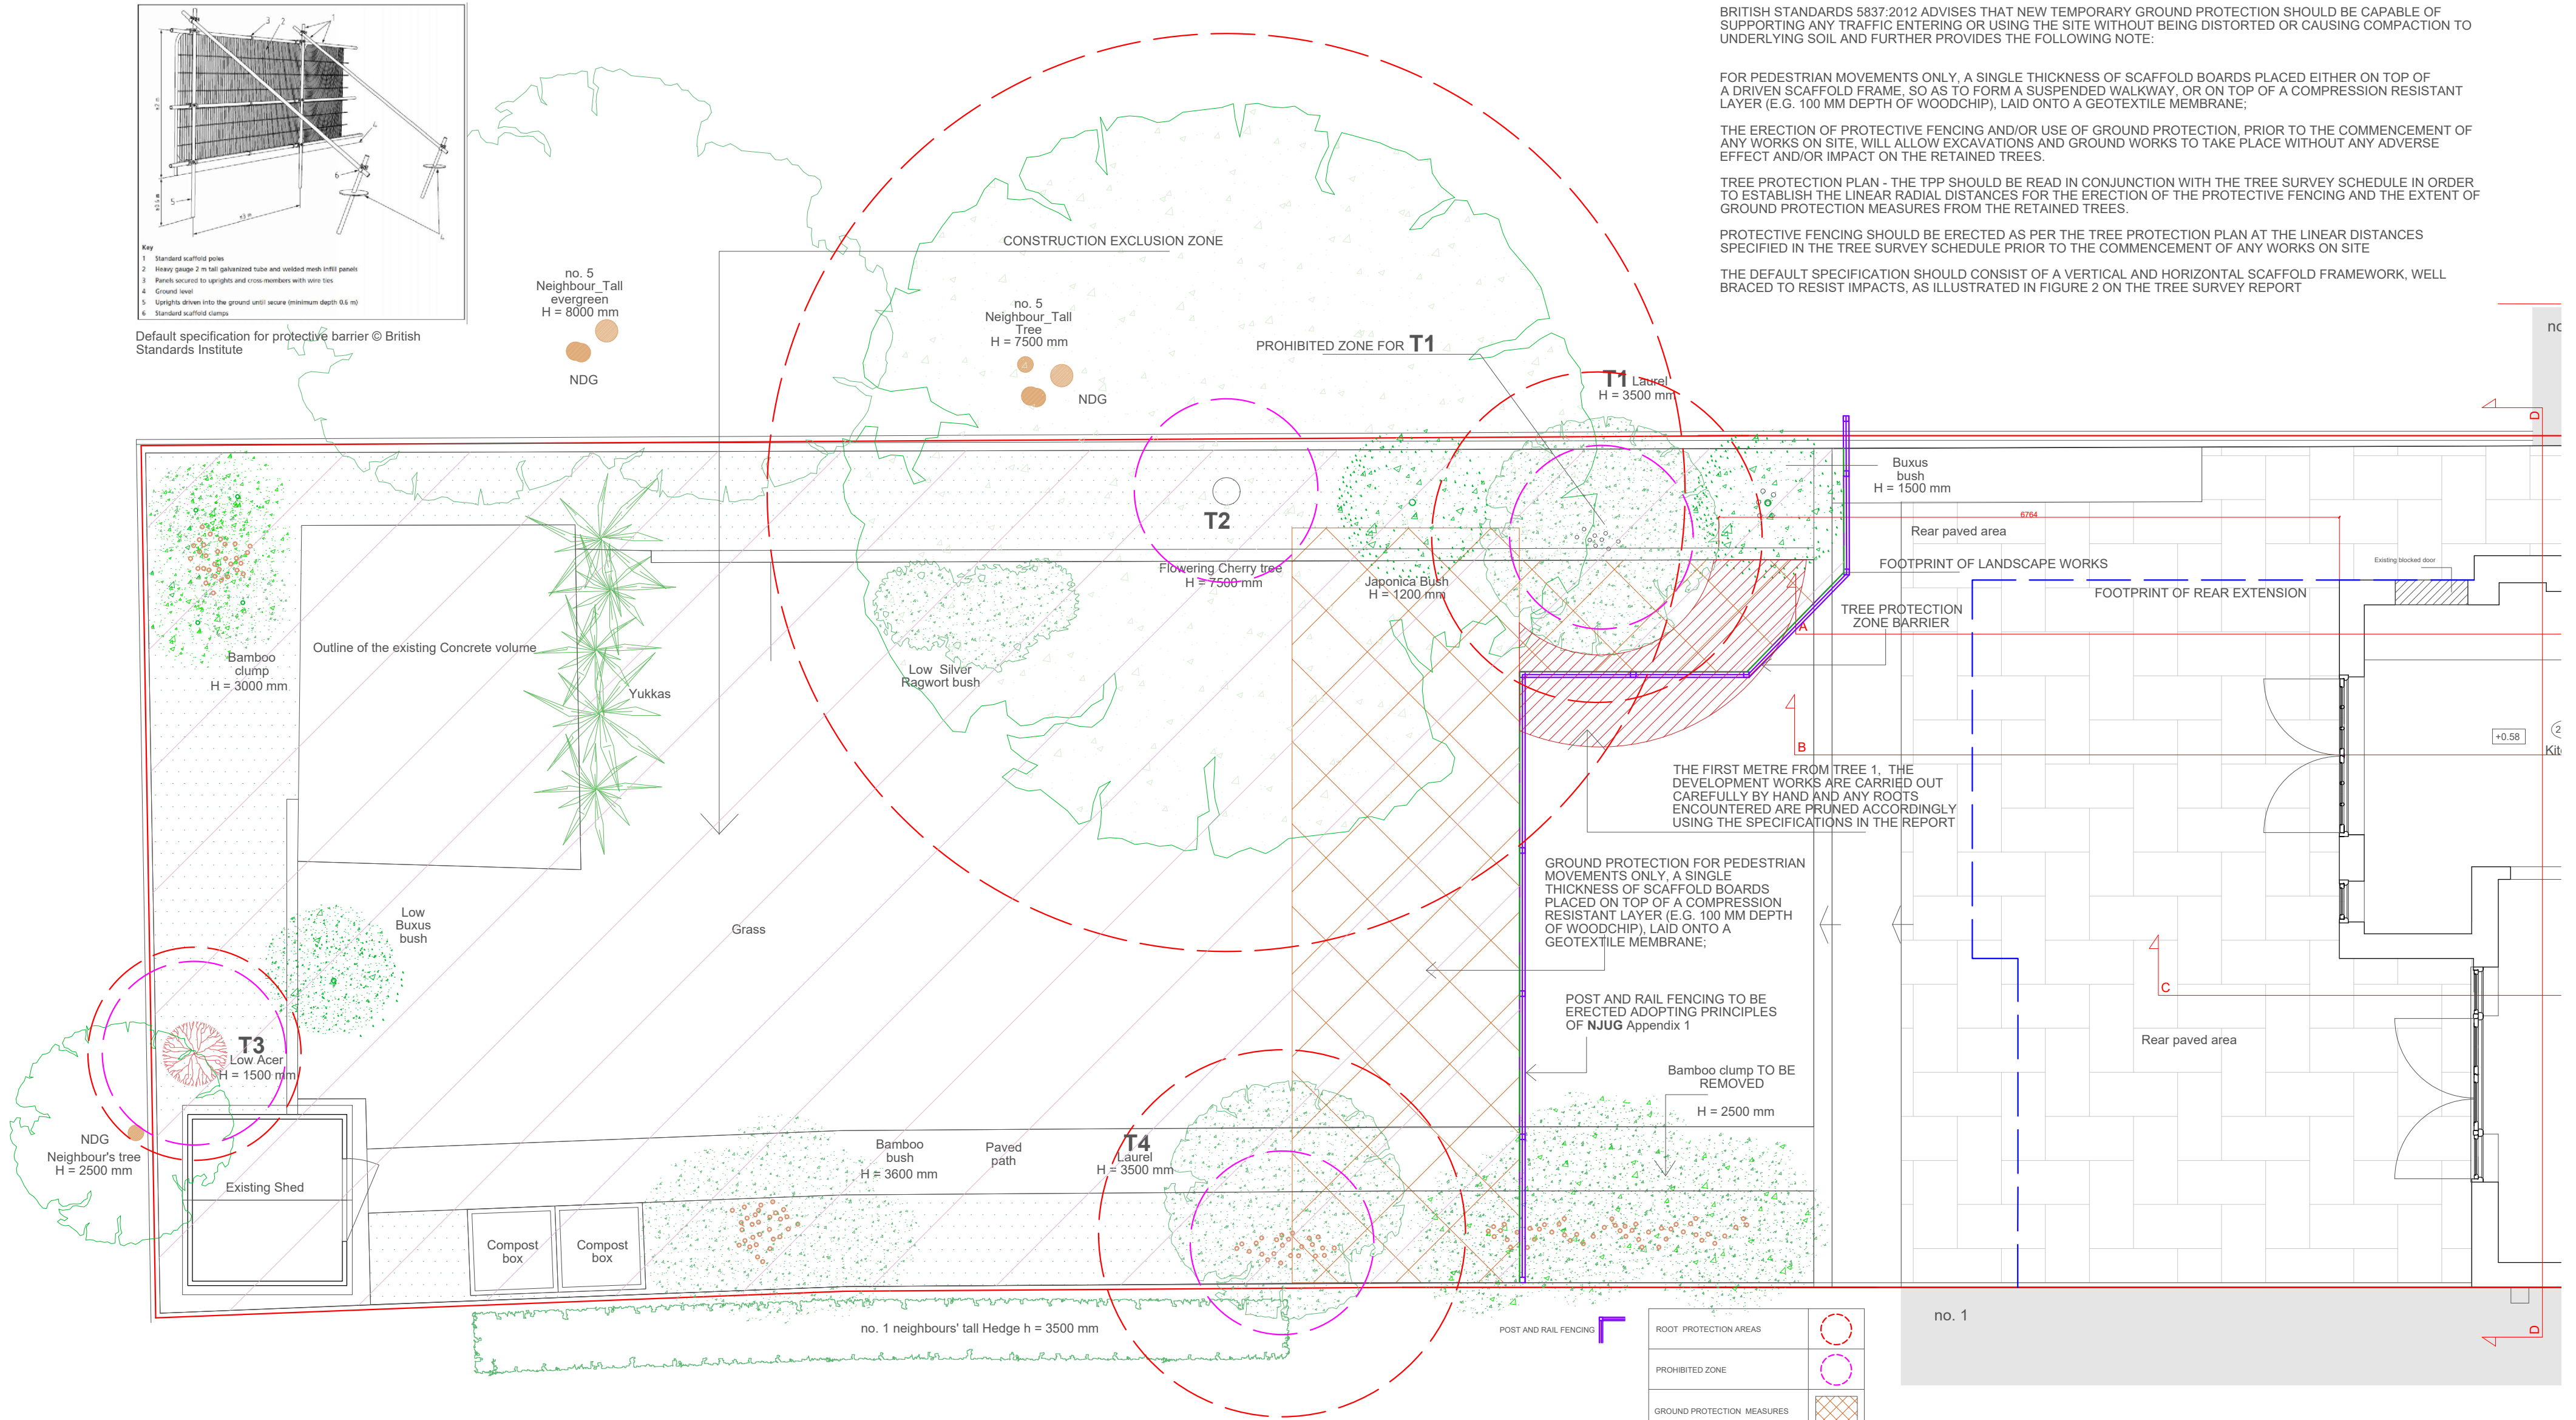 BRITISH STANDARDS 5837:2012 ADVISES THAT NEW TEMPORARY GROUND PROTECTION SHOULD BE CAPABLE OF
SUPPORTING ANY TRAFFIC ENTERING OR USING THE SITE WITHOUT BEING DISTORTED OR CAUSING COMPACTION TO
UNDERLYING SOIL AND FURTHER PROVIDES THE FOLLOWING NOTE:
FOR PEDESTRIAN MOVEMENTS ONLY, A SINGLE THICKNESS OF SCAFFOLD BOARDS PLACED EITHER ON TOP OF
A DRIVEN SCAFFOLD FRAME, SO AS TO FORM A SUSPENDED WALKWAY, OR ON TOP OF A COMPRESSION RESISTANT
LAYER (E.G. 100 MM DEPTH OF WOODCHIP), LAID ONTO A GEOTEXTILE MEMBRANE;
THE ERECTION OF PROTECTIVE FENCING AND/OR USE OF GROUND PROTECTION, PRIOR TO THE COMMENCEMENT OF
ANY WORKS ON SITE, WILL ALLOW EXCAVATIONS AND GROUND WORKS TO TAKE PLACE WITHOUT ANY ADVERSE
EFFECT AND/OR IMPACT ON THE RETAINED TREES.
TREE PROTECTION PLAN - THE TPP SHOULD BE READ IN CONJUNCTION WITH THE TREE SURVEY SCHEDULE IN ORDER
TO ESTABLISH THE LINEAR RADIAL DISTANCES FOR THE ERECTION OF THE PROTECTIVE FENCING AND THE EXTENT OF
GROUND PROTECTION MEASURES FROM THE RETAINED TREES.
PROTECTIVE FENCING SHOULD BE ERECTED AS PER THE TREE PROTECTION PLAN AT THE LINEAR DISTANCES
SPECIFIED IN THE TREE SURVEY SCHEDULE PRIOR TO THE COMMENCEMENT OF ANY WORKS ON SITE
THE DEFAULT SPECIFICATION SHOULD CONSIST OF A VERTICAL AND HORIZONTAL SCAFFOLD FRAMEWORK, WELL
BRACED TO RESIST IMPACTS, AS ILLUSTRATED IN FIGURE 2 ON THE TREE SURVEY REPORT
3
2
1
6
5
Key
1 Standard scaffold poles
2 Heavy gauge 2 m tall galvanized tube and welded mesh infill panels
3 Panels secured to uprights and cross-members with wire ties
4 Ground level
5 Uprights driven into the ground until secure (minimum depth 0.6 m)
6 Standard scaffold clamps
Default specification for protective barrier © British
Standards Institute
CONSTRUCTION EXCLUSION ZONE
no. 5
Neighbour_Tall
evergreen
H = 8000 mm
NDG
no. 5
Neighbour_Tall
Tree
H = 7500 mm
NDG
PROHIBITED ZONE FOR T1
T1 Laurel
H = 3500 mm
D
Buxus
bush
H = 1500 mm
6764
Rear paved area
FOOTPRINT OF LANDSCAPE WORKS
Existing blocked door
FOOTPRINT OF REAR EXTENSION
TREE PROTECTION
ZONE BARRIER
A
T2
Flowering Cherry tree
H = 7500 mm
Japonica Bush
H = 1200 mm
Low Silver
Ragwort bush
Outline of the existing Concrete volume
Bamboo
clump
H = 3000 mm
Yukkas
B
+0.58
THE FIRST METRE FROM TREE 1, THE
DEVELOPMENT WORKS ARE CARRIED OUT
CAREFULLY BY HAND AND ANY ROOTS
ENCOUNTERED ARE PRUNED ACCORDINGLY
USING THE SPECIFICATIONS IN THE REPORT
GROUND PROTECTION FOR PEDESTRIAN
MOVEMENTS ONLY, A SINGLE
THICKNESS OF SCAFFOLD BOARDS
PLACED ON TOP OF A COMPRESSION
RESISTANT LAYER (E.G. 100 MM DEPTH
OF WOODCHIP), LAID ONTO A
GEOTEXTILE MEMBRANE;
Low
Buxus
bush
Grass
POST AND RAIL FENCING TO BE
ERECTED ADOPTING PRINCIPLES
OF NJUG Appendix 1
C
Rear paved area
Bamboo clump TO BE
REMOVED
H = 2500 mm
T3
Low Acer
H = 1500 mm
NDG
Neighbour's tree
H = 2500 mm
Existing Shed
Compost
box
Compost
box
Bamboo
bush
H = 3600 mm
Paved
path
T4
Laurel
H = 3500 mm
no. 1 neighbours' tall Hedge h = 3500 mm
no. 1
D
POST AND RAIL FENCING
ROOT PROTECTION AREAS
PROHIBITED ZONE
GROUND PROTECTION MEASURES